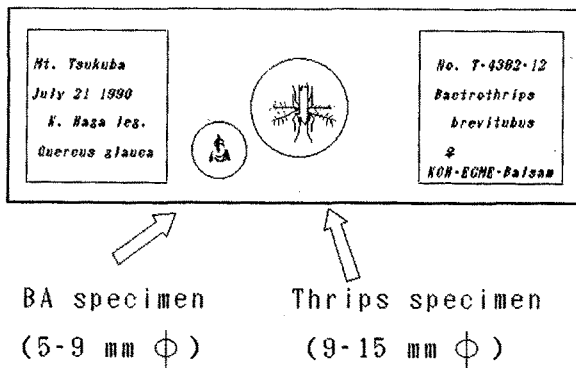 Mt. Tsukuba
July 21 1990
K. Haga leg.
Quercus glauca
No. T-4382-12
Bactrothrips
brevitubus
♀
KOH-EGME-Balsam
BA specimen
(5-9 mm ϕ)
Thrips specimen
(9-15 mm ϕ)